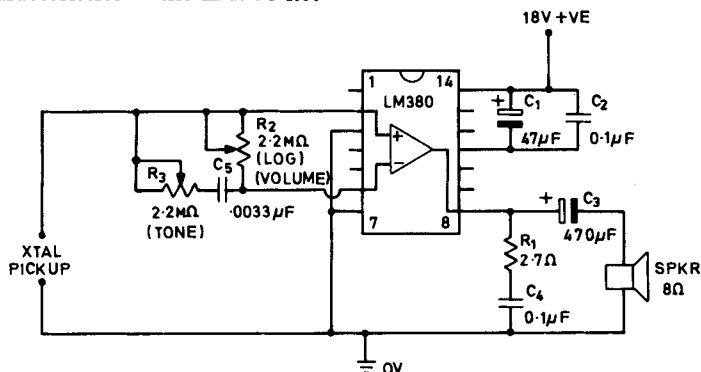 18V +VE
1 14
LM380
C1
47µF
C2
0·1µF
R2
2·2MΩ
(LOG)
(VOLUME)
R3
2·2MΩ
(TONE)
C5
·0033µF
+
−
7 8
XTAL
PICKUP
+
C3
470µF
R1
2·7Ω
C4
0·1µF
SPKR
8Ω
0V
+